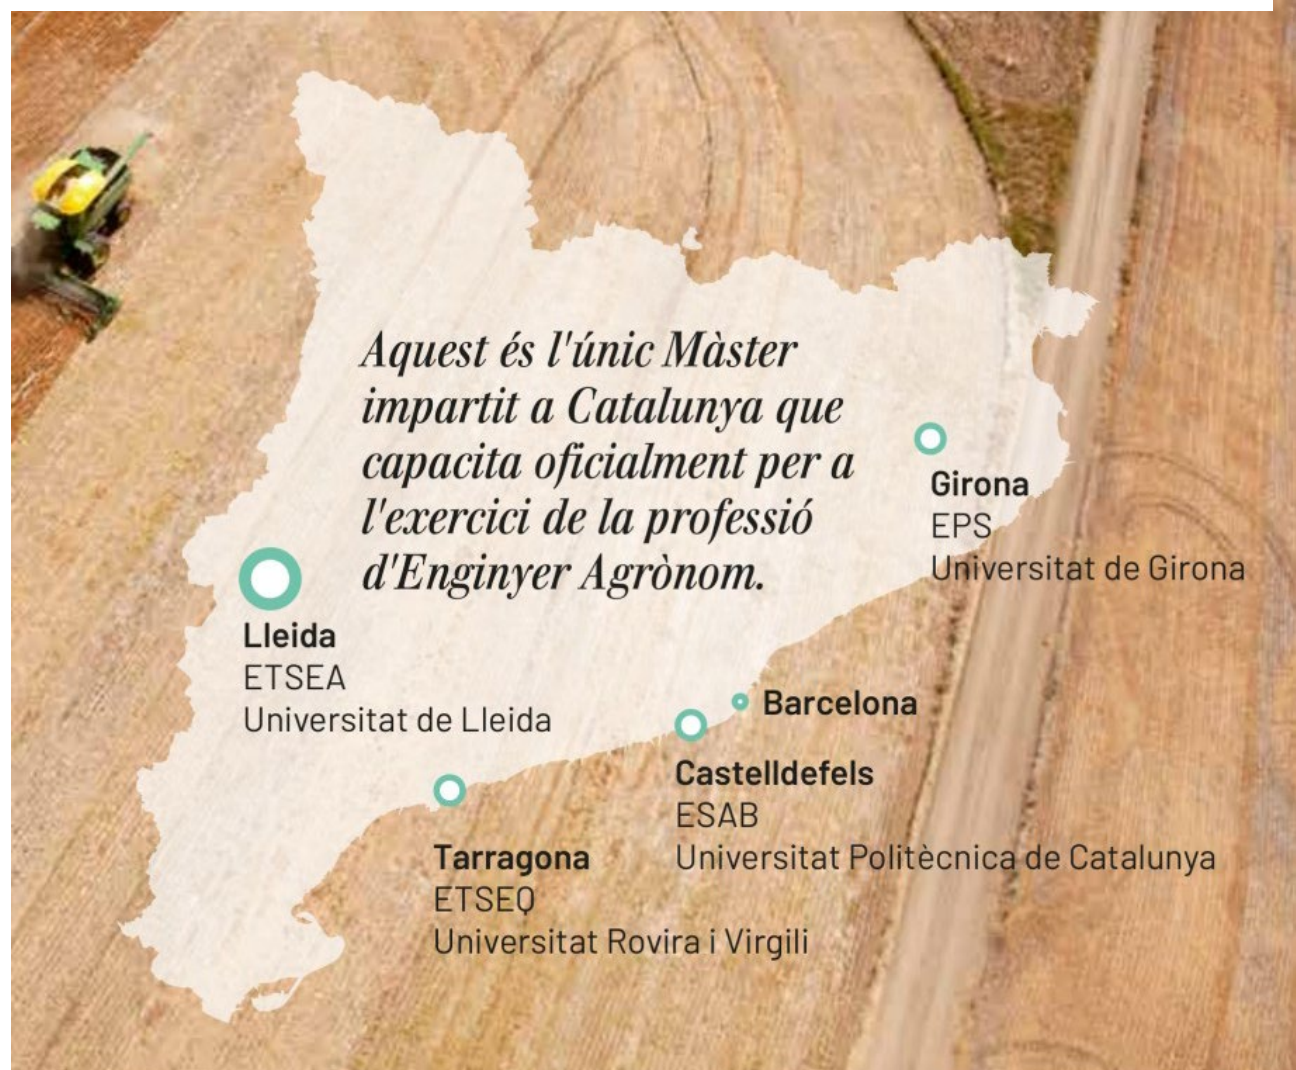 Aquest és l'únic Màster
impartit a Catalunya que
capacita oficialment per a
l'exercici de la professió
d'Enginyer Agrònom.
Girona
EPS
Universitat de Girona
Lleida
ETSEA
Universitat de Lleida
Barcelona
Castelldefels
ESAB
Universitat Politècnica de Catalunya
Tarragona
ETSEQ
Universitat Rovira i Virgili